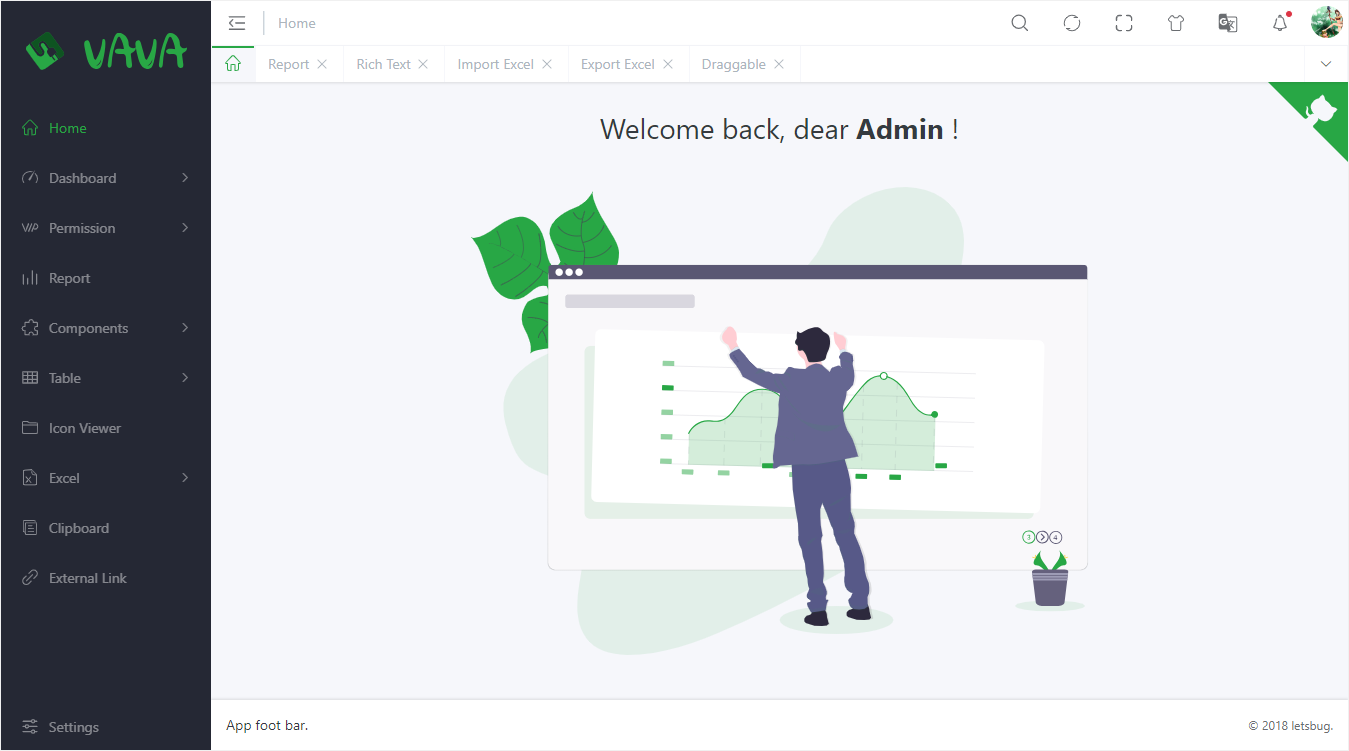 VAVA
Home
Dashboard
Permission
Report
Components
Table
Icon Viewer
Excel
Clipboard
External Link
Settings
Home
Report
Rich Text
Import Excel
Export Excel
Draggable
Welcome back, dear Admin !
3 4
App foot bar.
© 2018 letsbug.